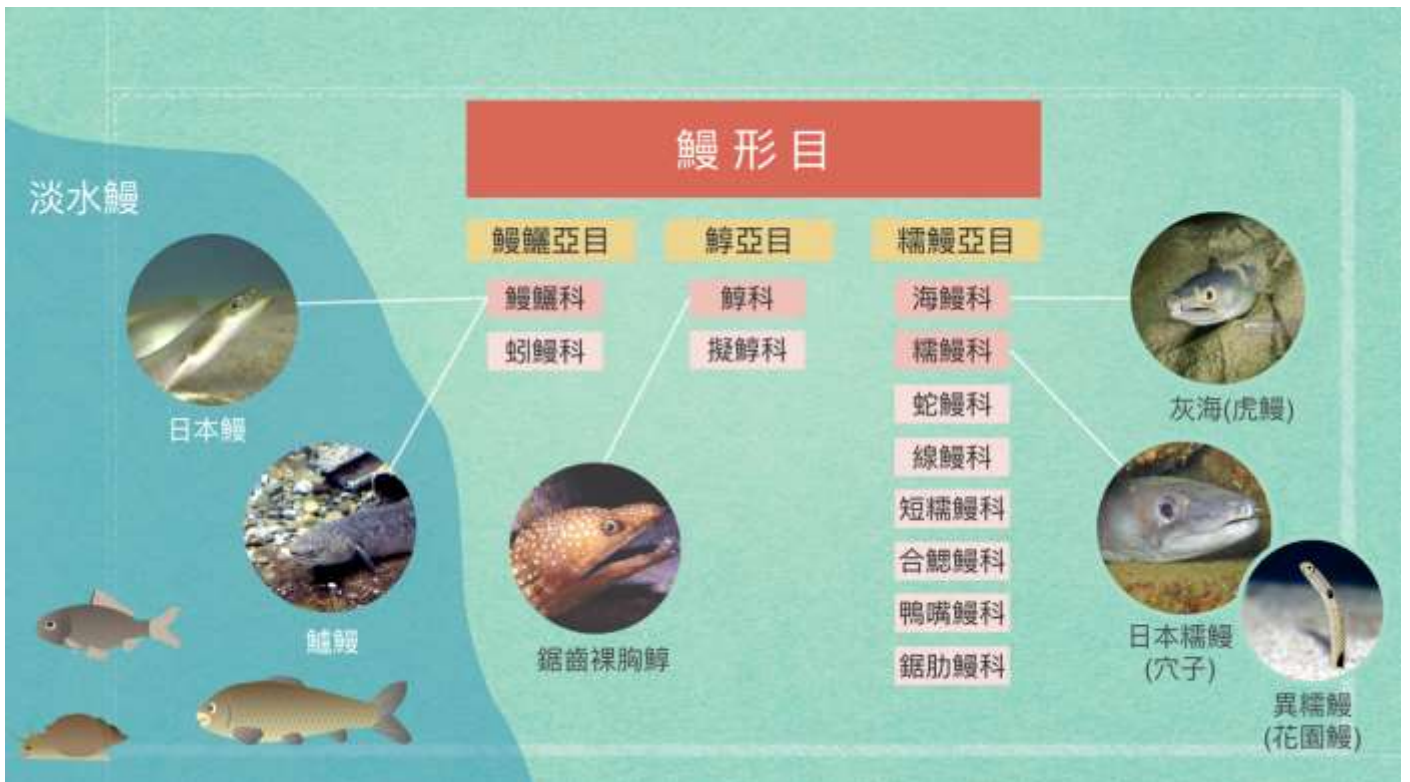 鰻形目
淡水鰻
鰻鱺亞目
鯙亞目
糯鰻亞目
鰻鱺科
鯙科
海鰻科
蚓鰻科
擬鯙科
糯鰻科
蛇鰻科
線鰻科
短糯鰻科
合鰓鰻科
鴨嘴鰻科
鋸肋鰻科
日本鰻
鱸鰻
鋸齒裸胸鯙
灰海(虎鰻)
日本糯鰻
(穴子)
異糯鰻
(花園鰻)